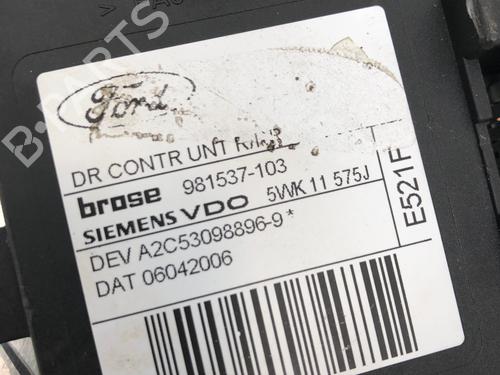 Ford
DR CONTR UNT
brose 981537-103
SIEMENS VDO 5WK 11 575J
DEV A2C53098896-9*
DAT 06042006
E521F
B-PARTS